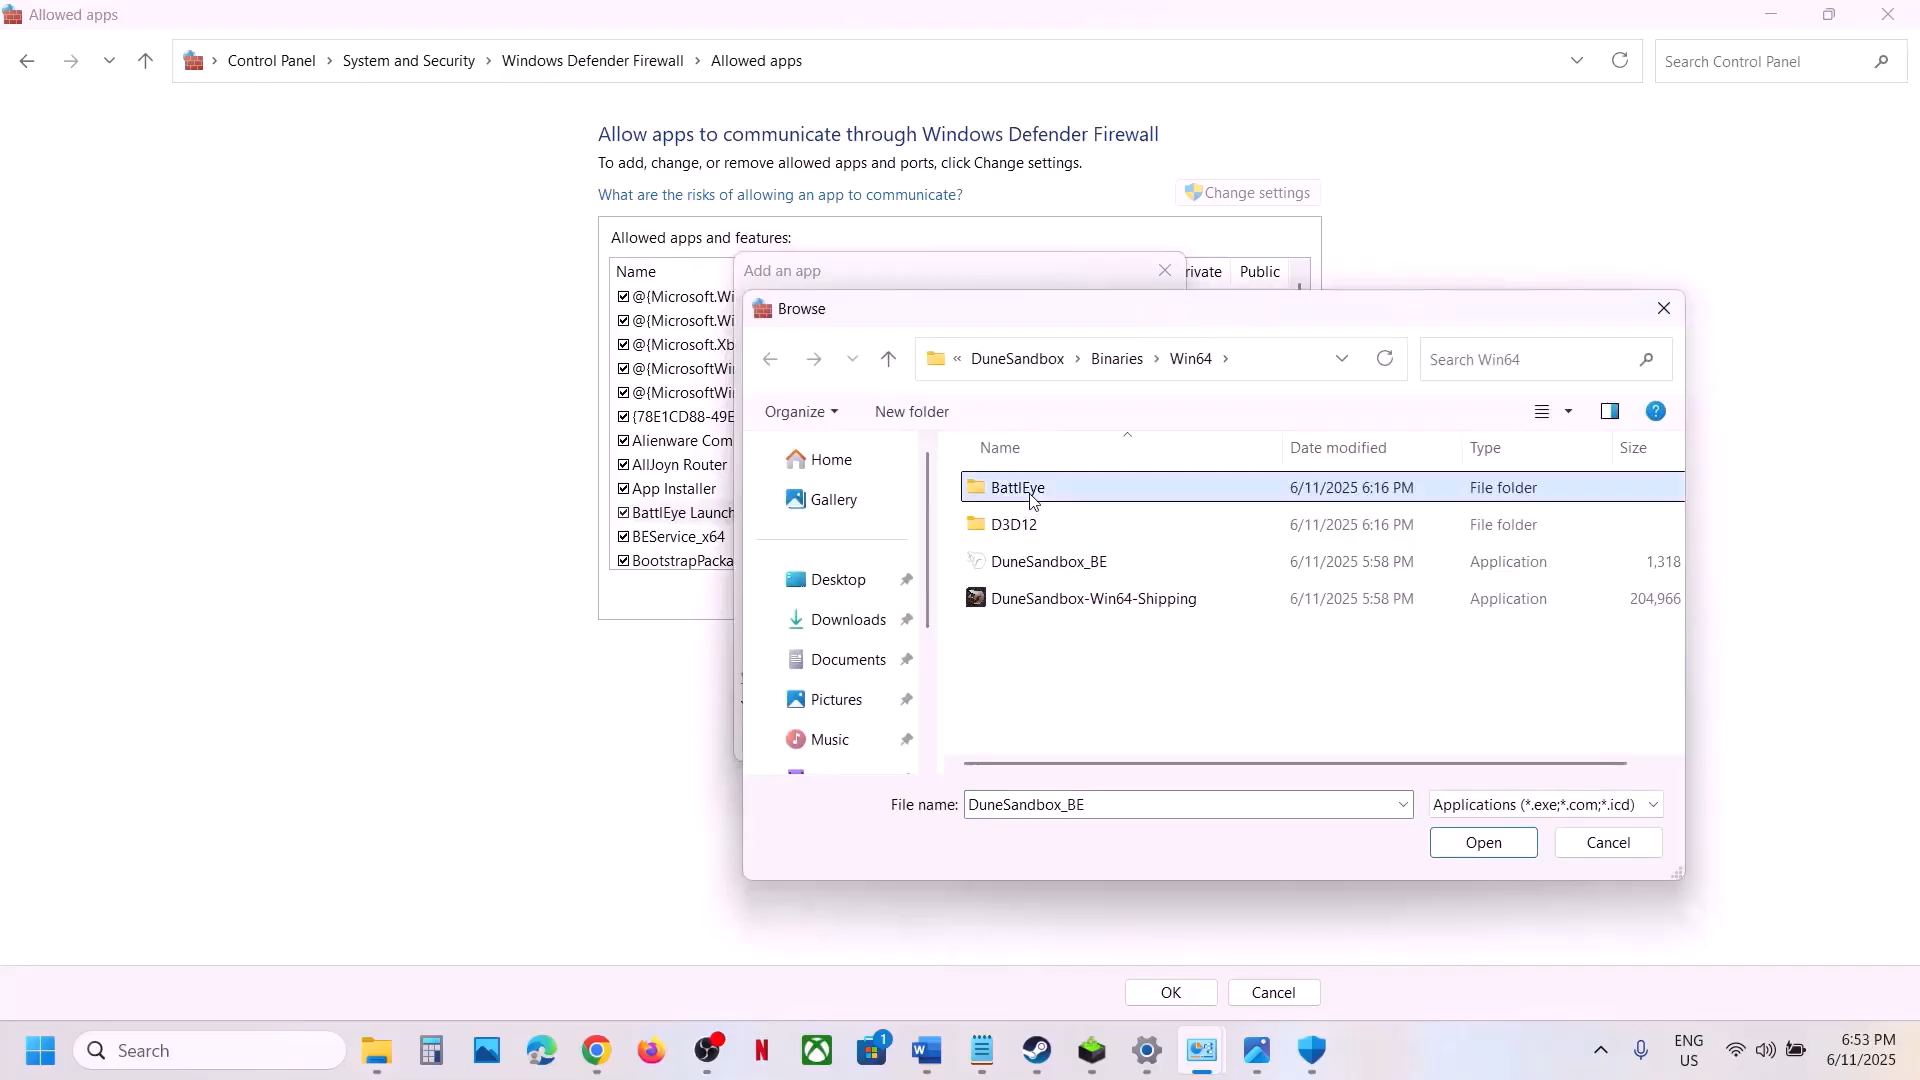 Allowed apps
Control Panel › System and Security › Windows Defender Firewall › Allowed apps
Search Control Panel
Allow apps to communicate through Windows Defender Firewall
To add, change, or remove allowed apps and ports, click Change settings.
What are the risks of allowing an app to communicate?
Change settings
Allowed apps and features:
Name
Public
@{Microsoft.Wi
@{Microsoft.Wi
@{Microsoft.Xb
@{MicrosoftWi
@{MicrosoftWi
{78E1CD88-49E
Alienware Com
AllJoyn Router
App Installer
BattlEye Launch
BEService_x64
BootstrapPacka
Add an app
Browse
« DuneSandbox › Binaries › Win64 ›
Search Win64
Organize
New folder
Home
Gallery
Desktop
Downloads
Documents
Pictures
Music
Name Date modified Type Size
BattlEye 6/11/2025 6:16 PM File folder
D3D12 6/11/2025 6:16 PM File folder
DuneSandbox_BE 6/11/2025 5:58 PM Application 1,318
DuneSandbox-Win64-Shipping 6/11/2025 5:58 PM Application 204,966
File name: DuneSandbox_BE
Applications (*.exe;*.com;*.icd)
Open Cancel
OK Cancel
Search
1
ENG
US
6:53 PM
6/11/2025